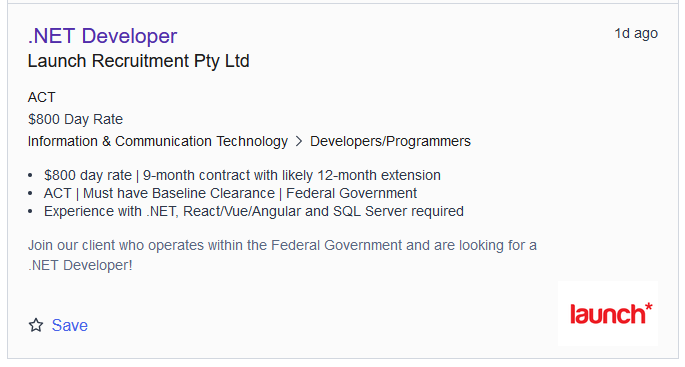 .NET Developer
1d ago
Launch Recruitment Pty Ltd
ACT
$800 Day Rate
Information & Communication Technology > Developers/Programmers
• $800 day rate | 9-month contract with likely 12-month extension
• ACT | Must have Baseline Clearance | Federal Government
• Experience with .NET, React/Vue/Angular and SQL Server required
Join our client who operates within the Federal Government and are looking for a
.NET Developer!
launch*
Save